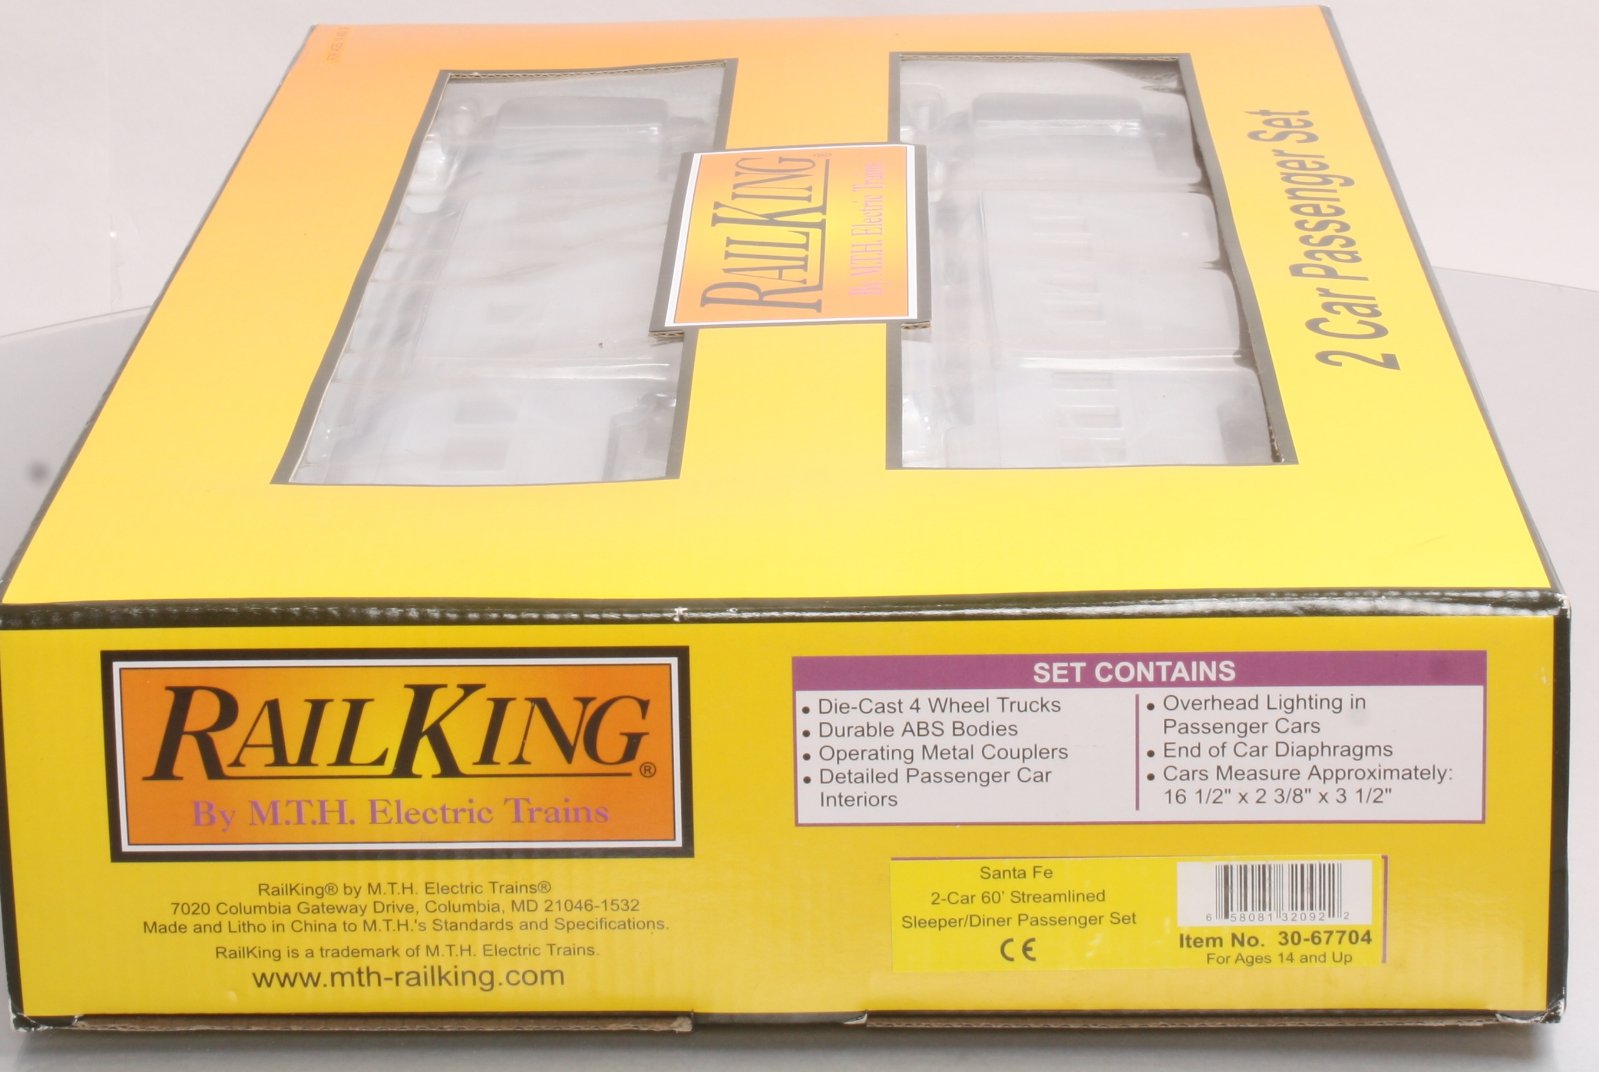 2 Car Passenger Set
RAILKING
By M.T.H. Electric Trains
RAILKING®
By M.T.H. Electric Trains
RailKing® by M.T.H. Electric Trains®
7020 Columbia Gateway Drive, Columbia, MD 21046-1532
Made and Litho in China to M.T.H.'s Standards and Specifications.
RailKing is a trademark of M.T.H. Electric Trains.
www.mth-railking.com
SET CONTAINS
• Die-Cast 4 Wheel Trucks
• Durable ABS Bodies
• Operating Metal Couplers
• Detailed Passenger Car
Interiors
• Overhead Lighting in
Passenger Cars
• End of Car Diaphragms
• Cars Measure Approximately:
16 1/2" x 2 3/8" x 3 1/2"
Santa Fe
2-Car 60' Streamlined
Sleeper/Diner Passenger Set
CE
6 58081 32092 2
Item No. 30-67704
For Ages 14 and Up